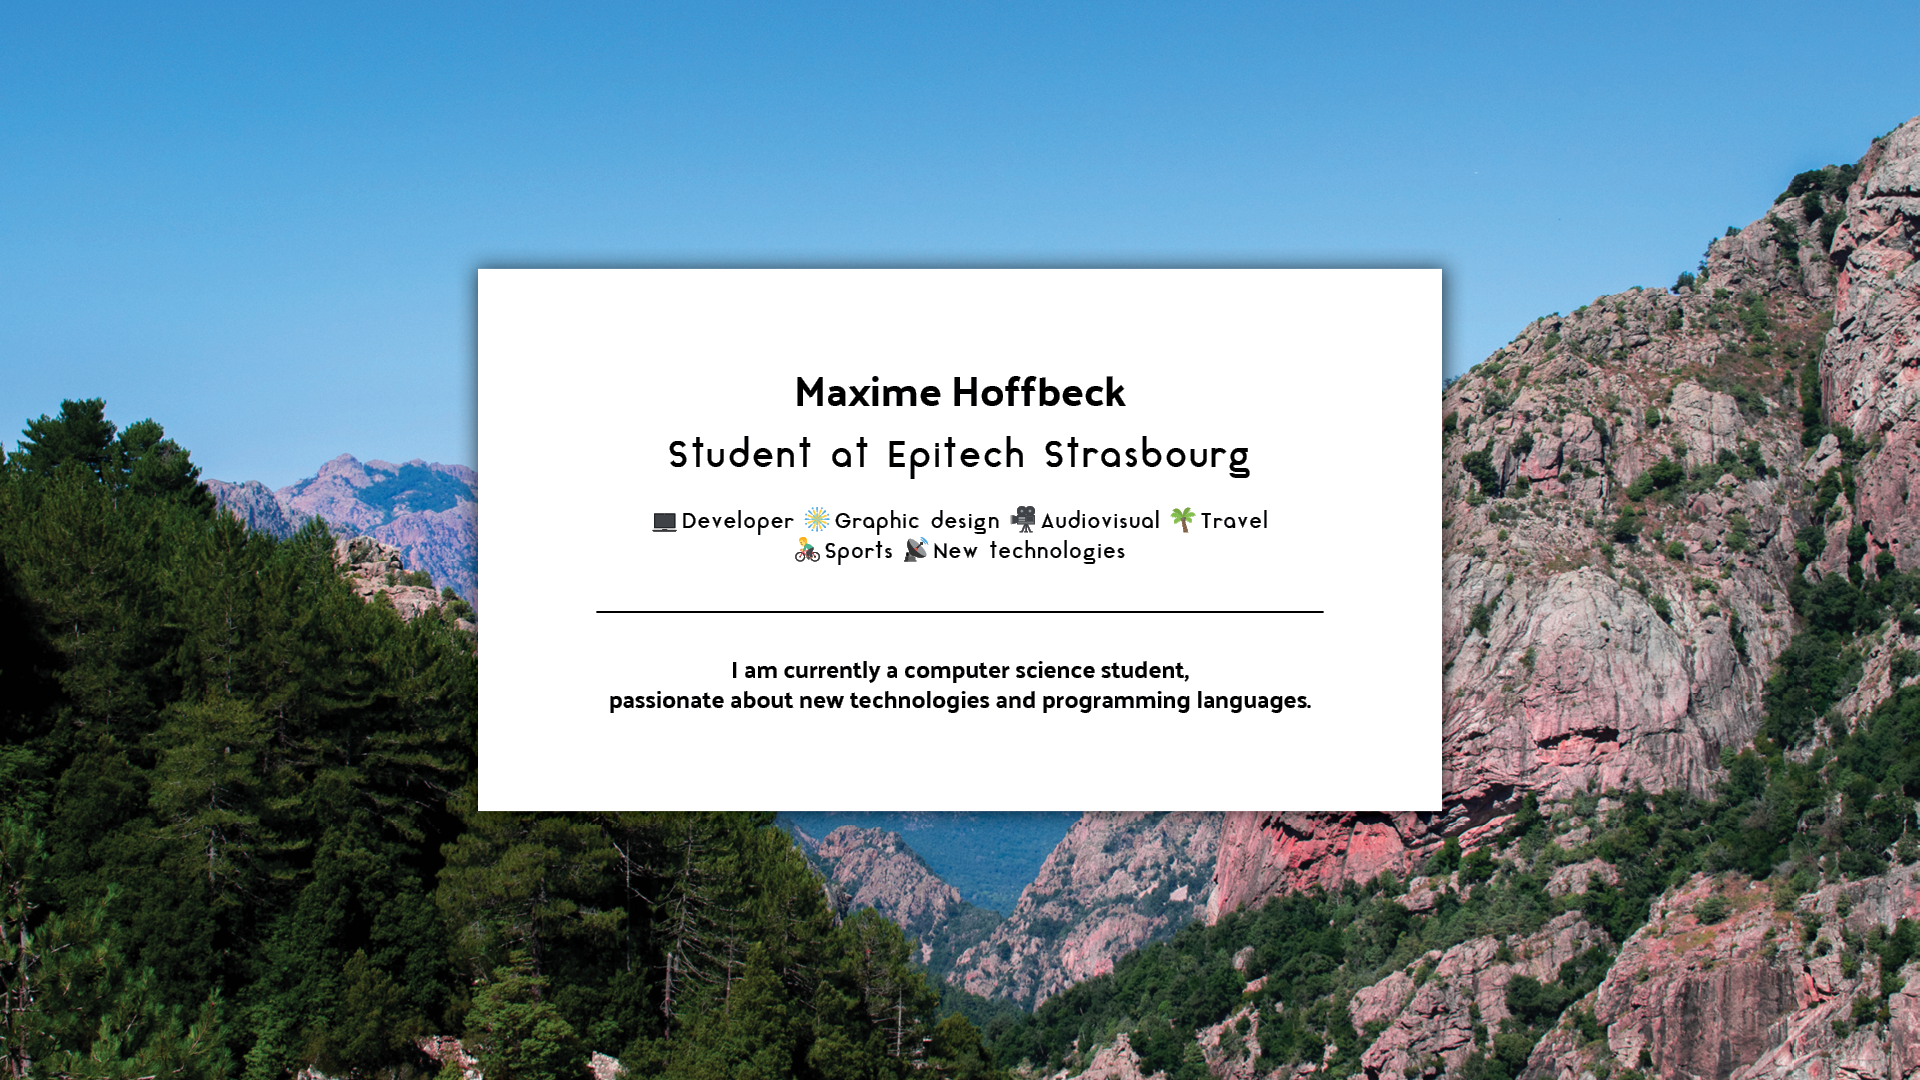 Maxime Hoffbeck
Student at Epitech Strasbourg
💻Developer 🎇Graphic design 🎥Audiovisual 🌴Travel
🚴Sports 📡New technologies
I am currently a computer science student,
passionate about new technologies and programming languages.